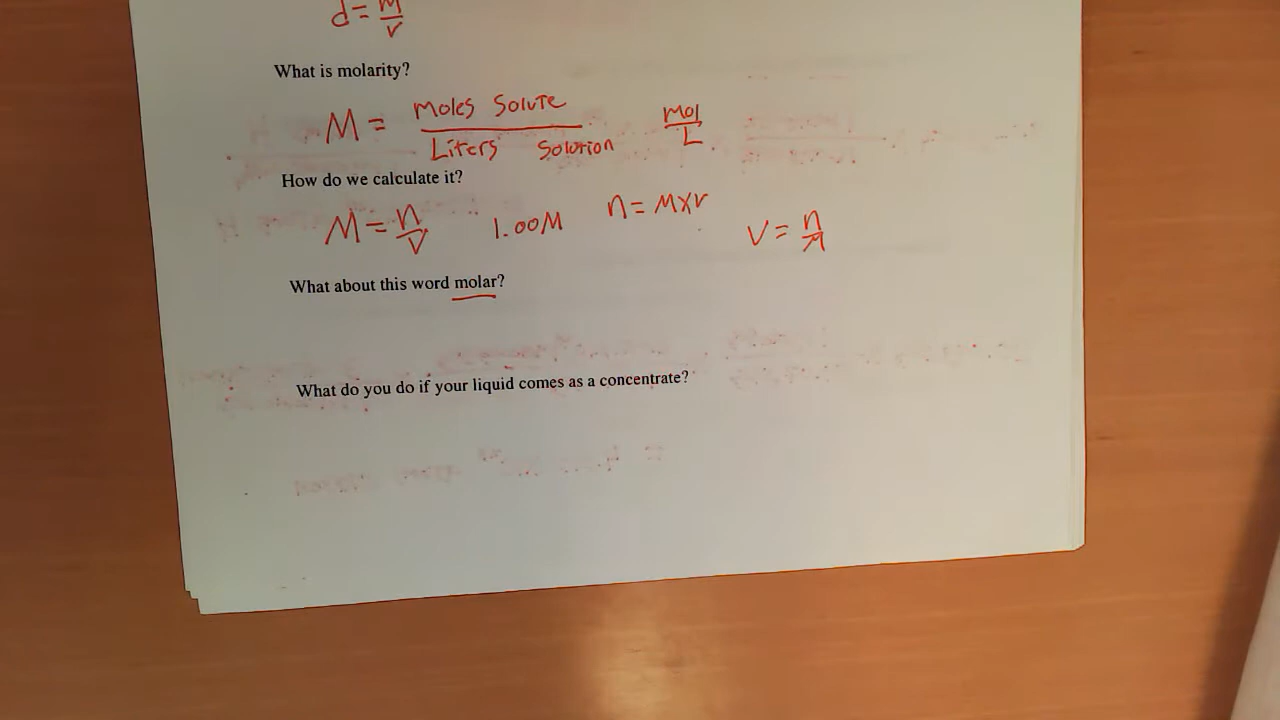 d = M/V
What is molarity?
M = Moles Solute / Liters Solution mol/L
How do we calculate it?
M = n/V 1.00M n = M×V V = n/M
What about this word molar?
What do you do if your liquid comes as a concentrate?